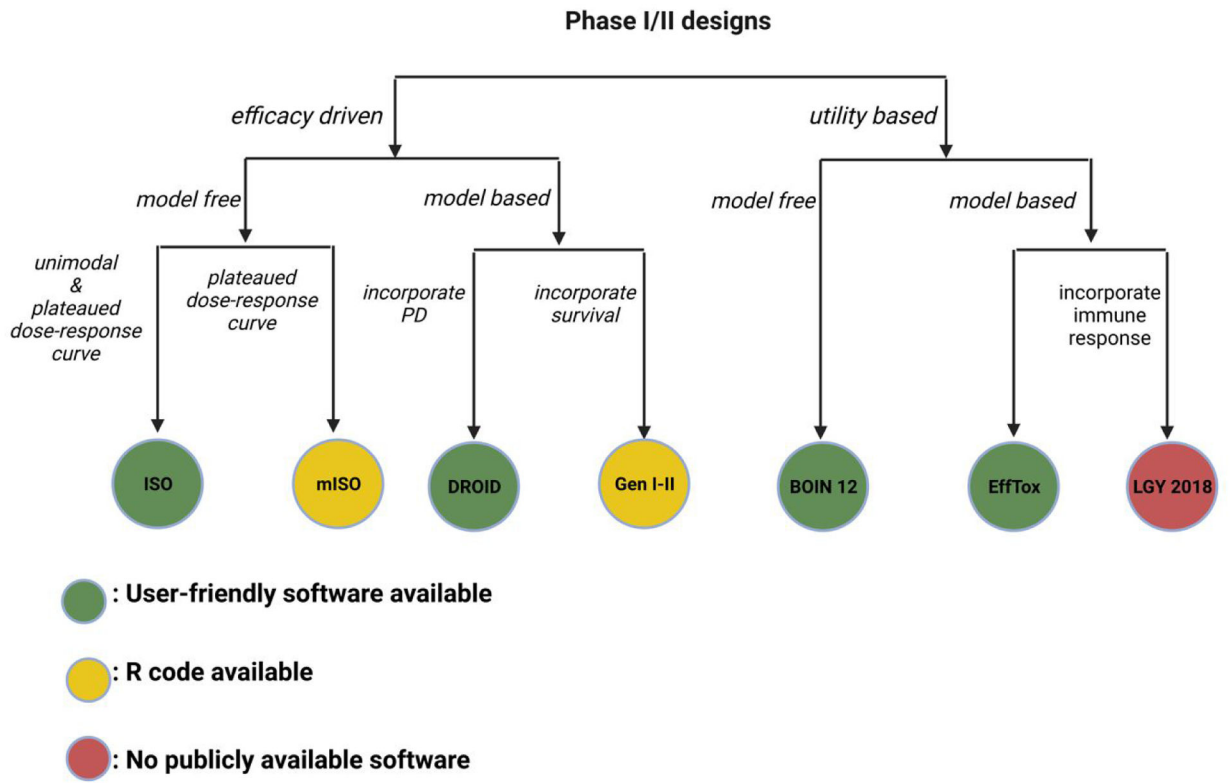 Phase I/II designs
efficacy driven
utility based
model free
model based
model free
model based
unimodal
&
plateaued
dose-response
curve
plateaued
dose-response
curve
incorporate
PD
incorporate
survival
incorporate
immune
response
ISO
mISO
DROID
Gen I-II
BOIN 12
EffTox
LGY 2018
: User-friendly software available
: R code available
: No publicly available software